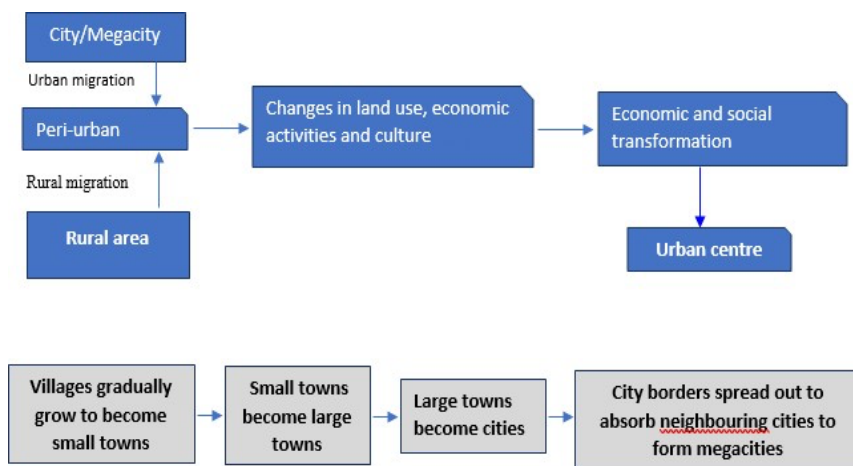 City/Megacity
Urban migration
Peri-urban
Rural migration
Rural area
Changes in land use, economic
activities and culture
Economic and social
transformation
Urban centre
Villages gradually
grow to become
small towns
Small towns
become large
towns
Large towns
become cities
City borders spread out to
absorb neighbouring cities to
form megacities